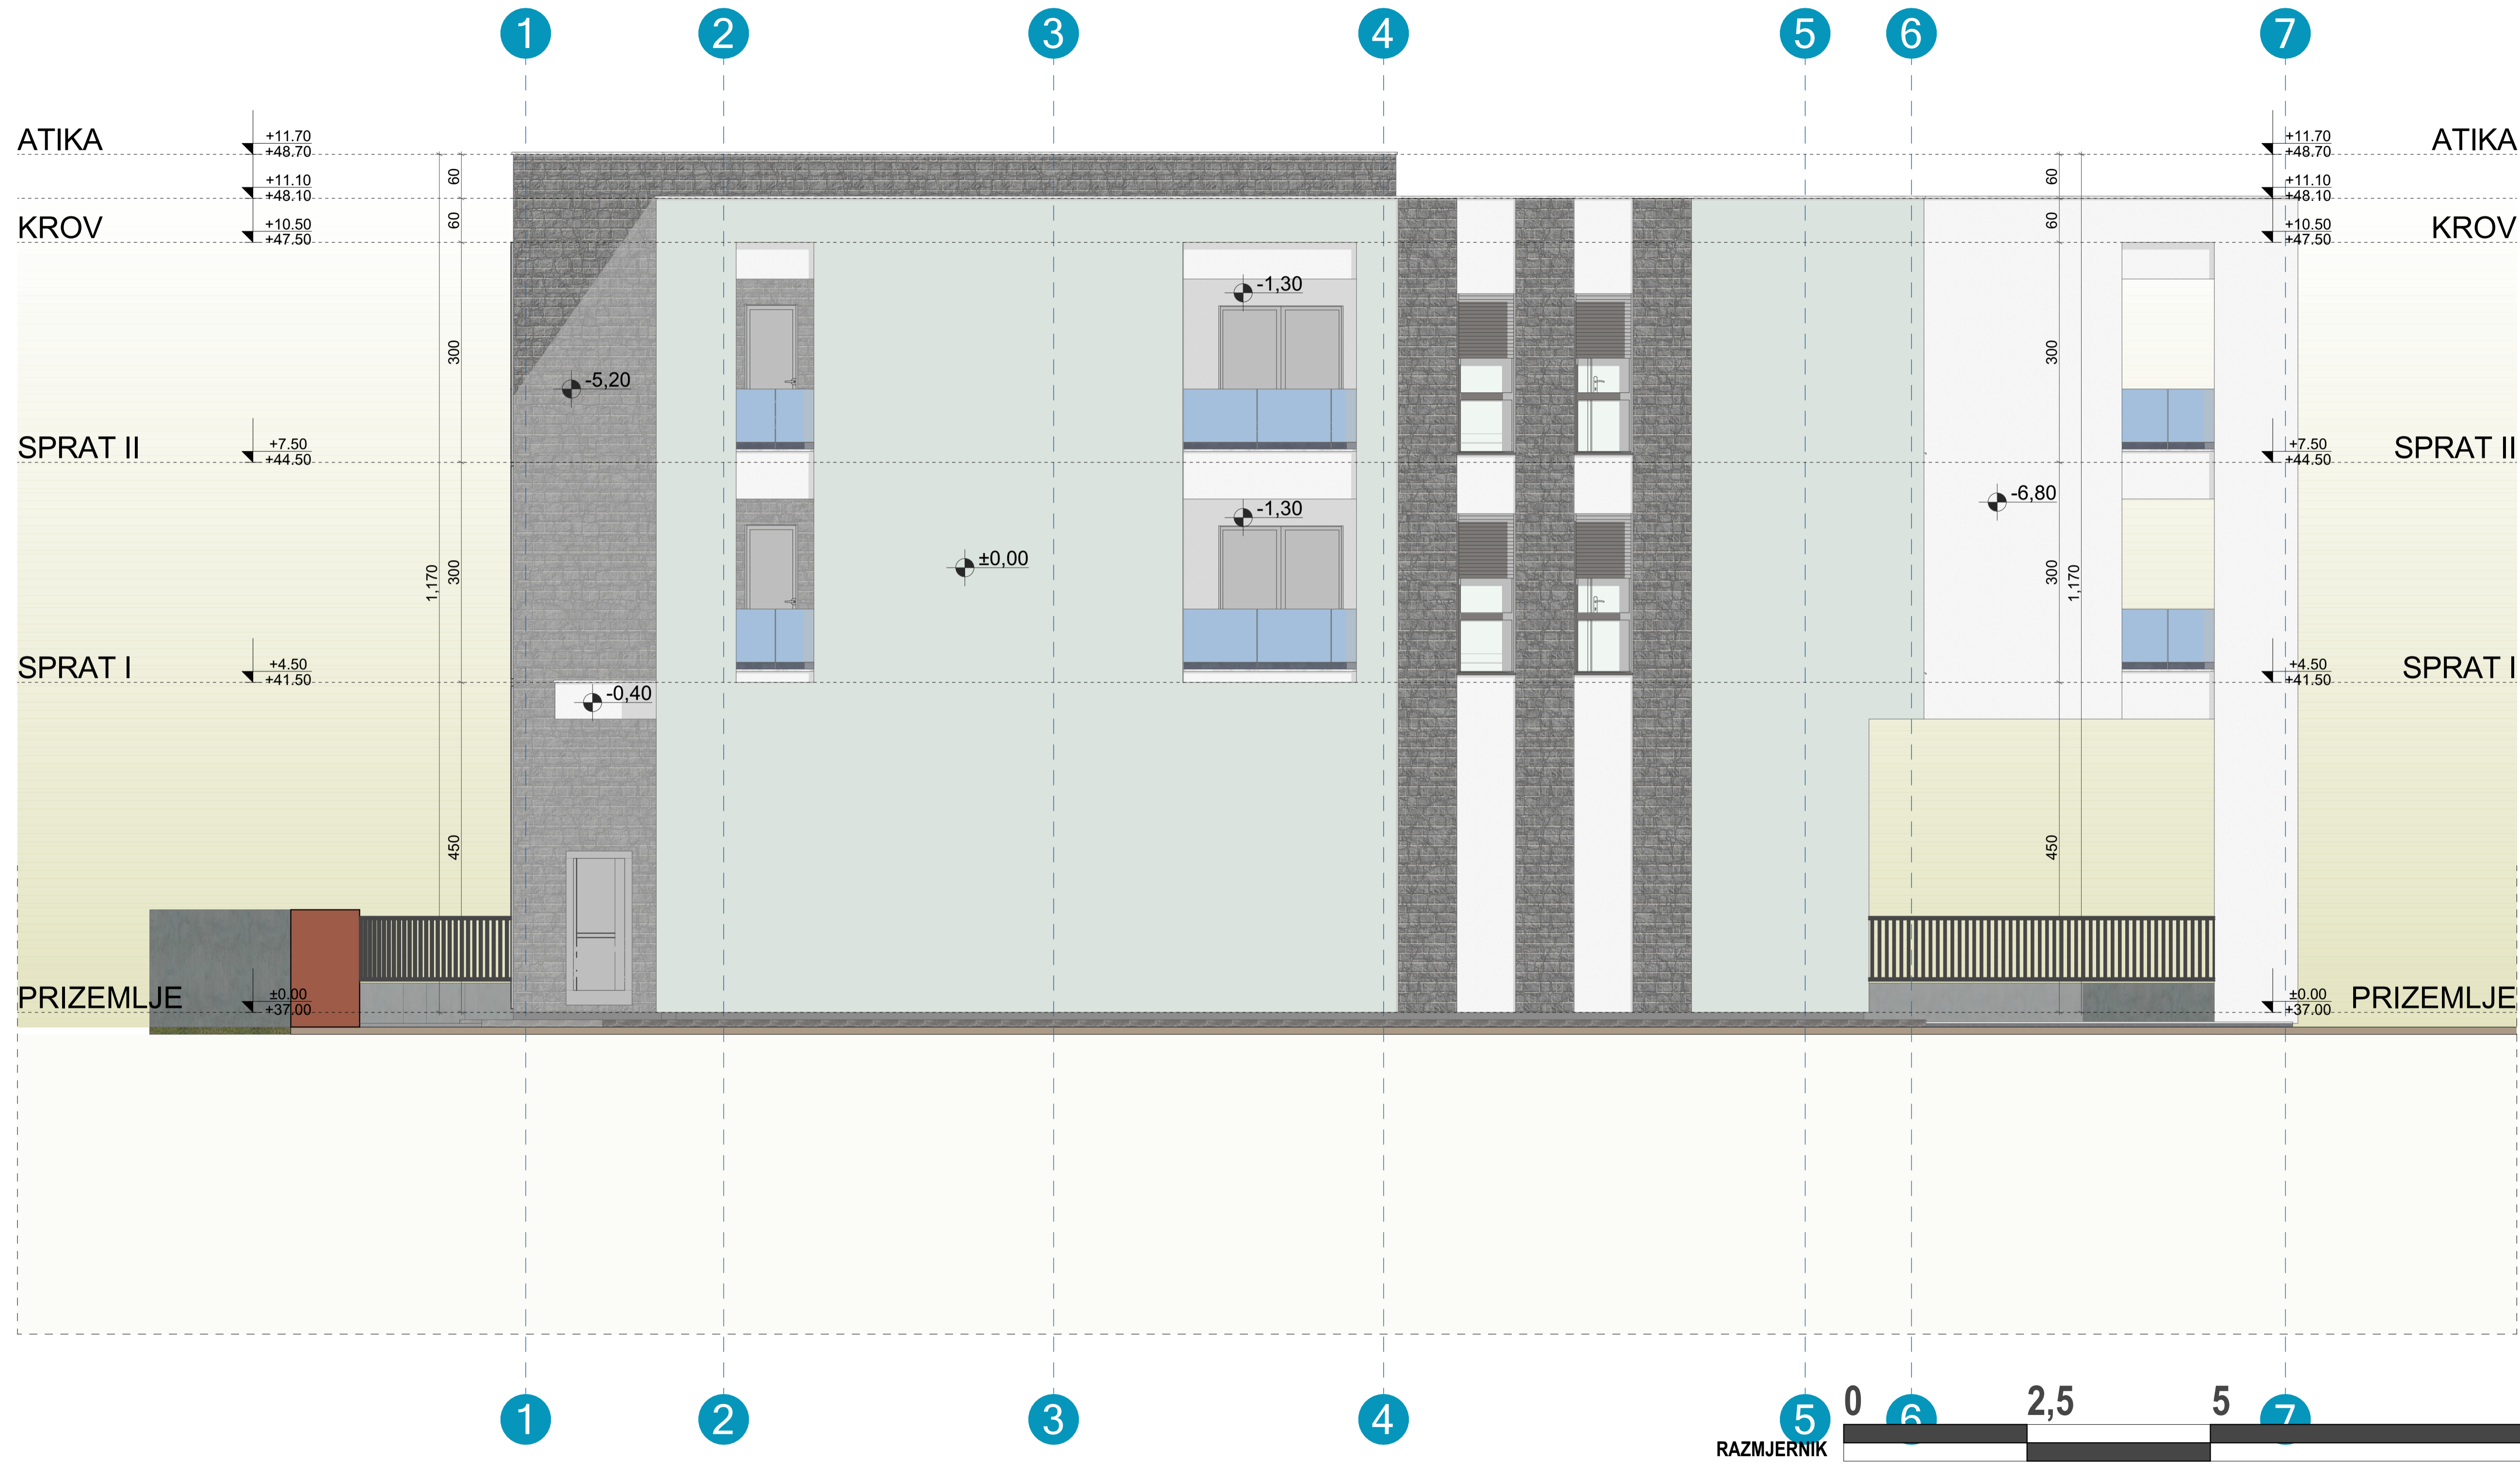 1 2 3 4 5 6 7
ATIKA +11.70 +11.70 ATIKA
+48.70 +48.70
60 60
+11.10 +11.10
+48.10 +48.10
60 60
KROV +10.50 +10.50 KROV
+47.50 +47.50
-1,30
300 300
-5,20
SPRAT II +7.50 +7.50 SPRAT II
+44.50 +44.50
-6,80
-1,30
±0,00
1,170 300 300 1,170
SPRAT I +4.50 +4.50 SPRAT I
+41.50 +41.50
-0,40
450 450
PRIZEMLJE ±0.00 ±0.00 PRIZEMLJE
+37.00 +37.00
0 2,5 5
1 2 3 4 5 6 7
RAZMJERNIK